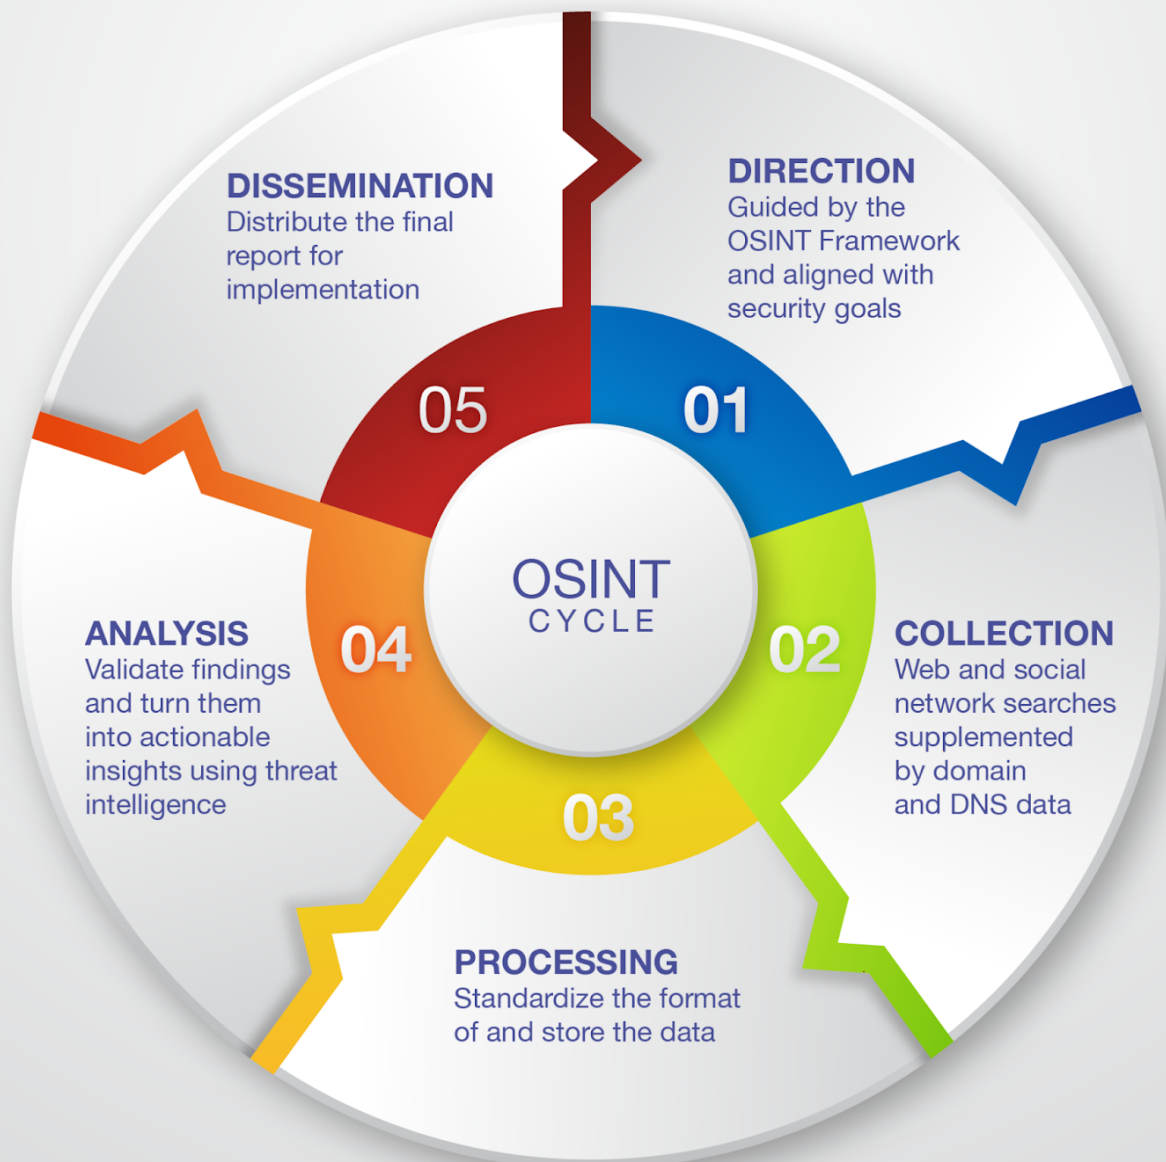 OSINT
CYCLE
01
DIRECTION
Guided by the
OSINT Framework
and aligned with
security goals
02
COLLECTION
Web and social
network searches
supplemented
by domain
and DNS data
03
PROCESSING
Standardize the format
of and store the data
04
ANALYSIS
Validate findings
and turn them
into actionable
insights using threat
intelligence
05
DISSEMINATION
Distribute the final
report for
implementation